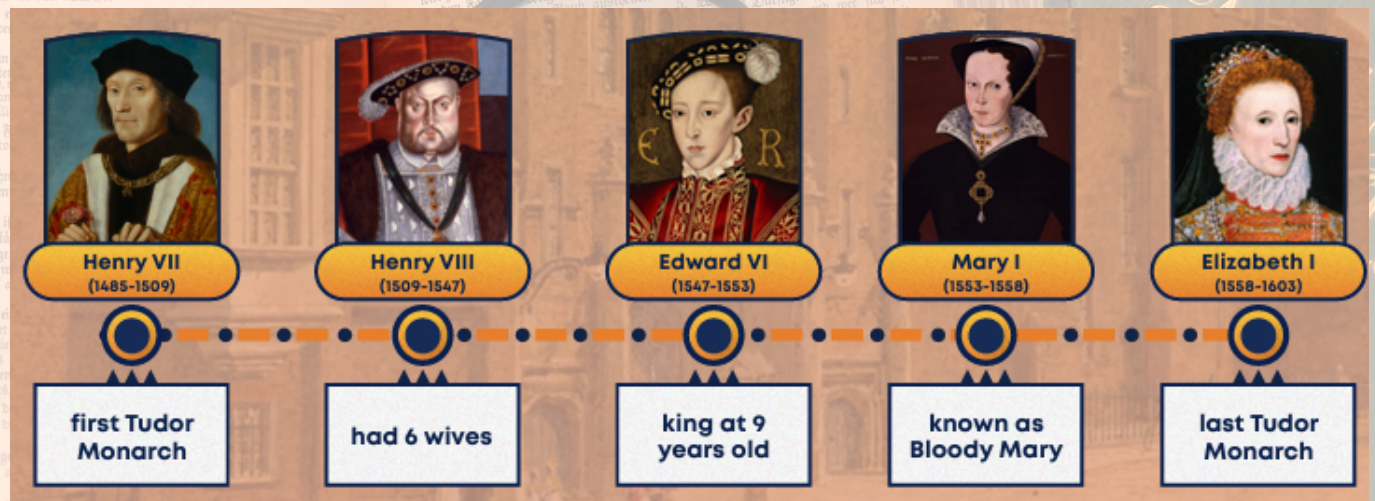 E R
Henry VII
(1485-1509)
first Tudor
Monarch
Henry VIII
(1509-1547)
had 6 wives
Edward VI
(1547-1553)
king at 9
years old
Mary I
(1553-1558)
known as
Bloody Mary
Elizabeth I
(1558-1603)
last Tudor
Monarch